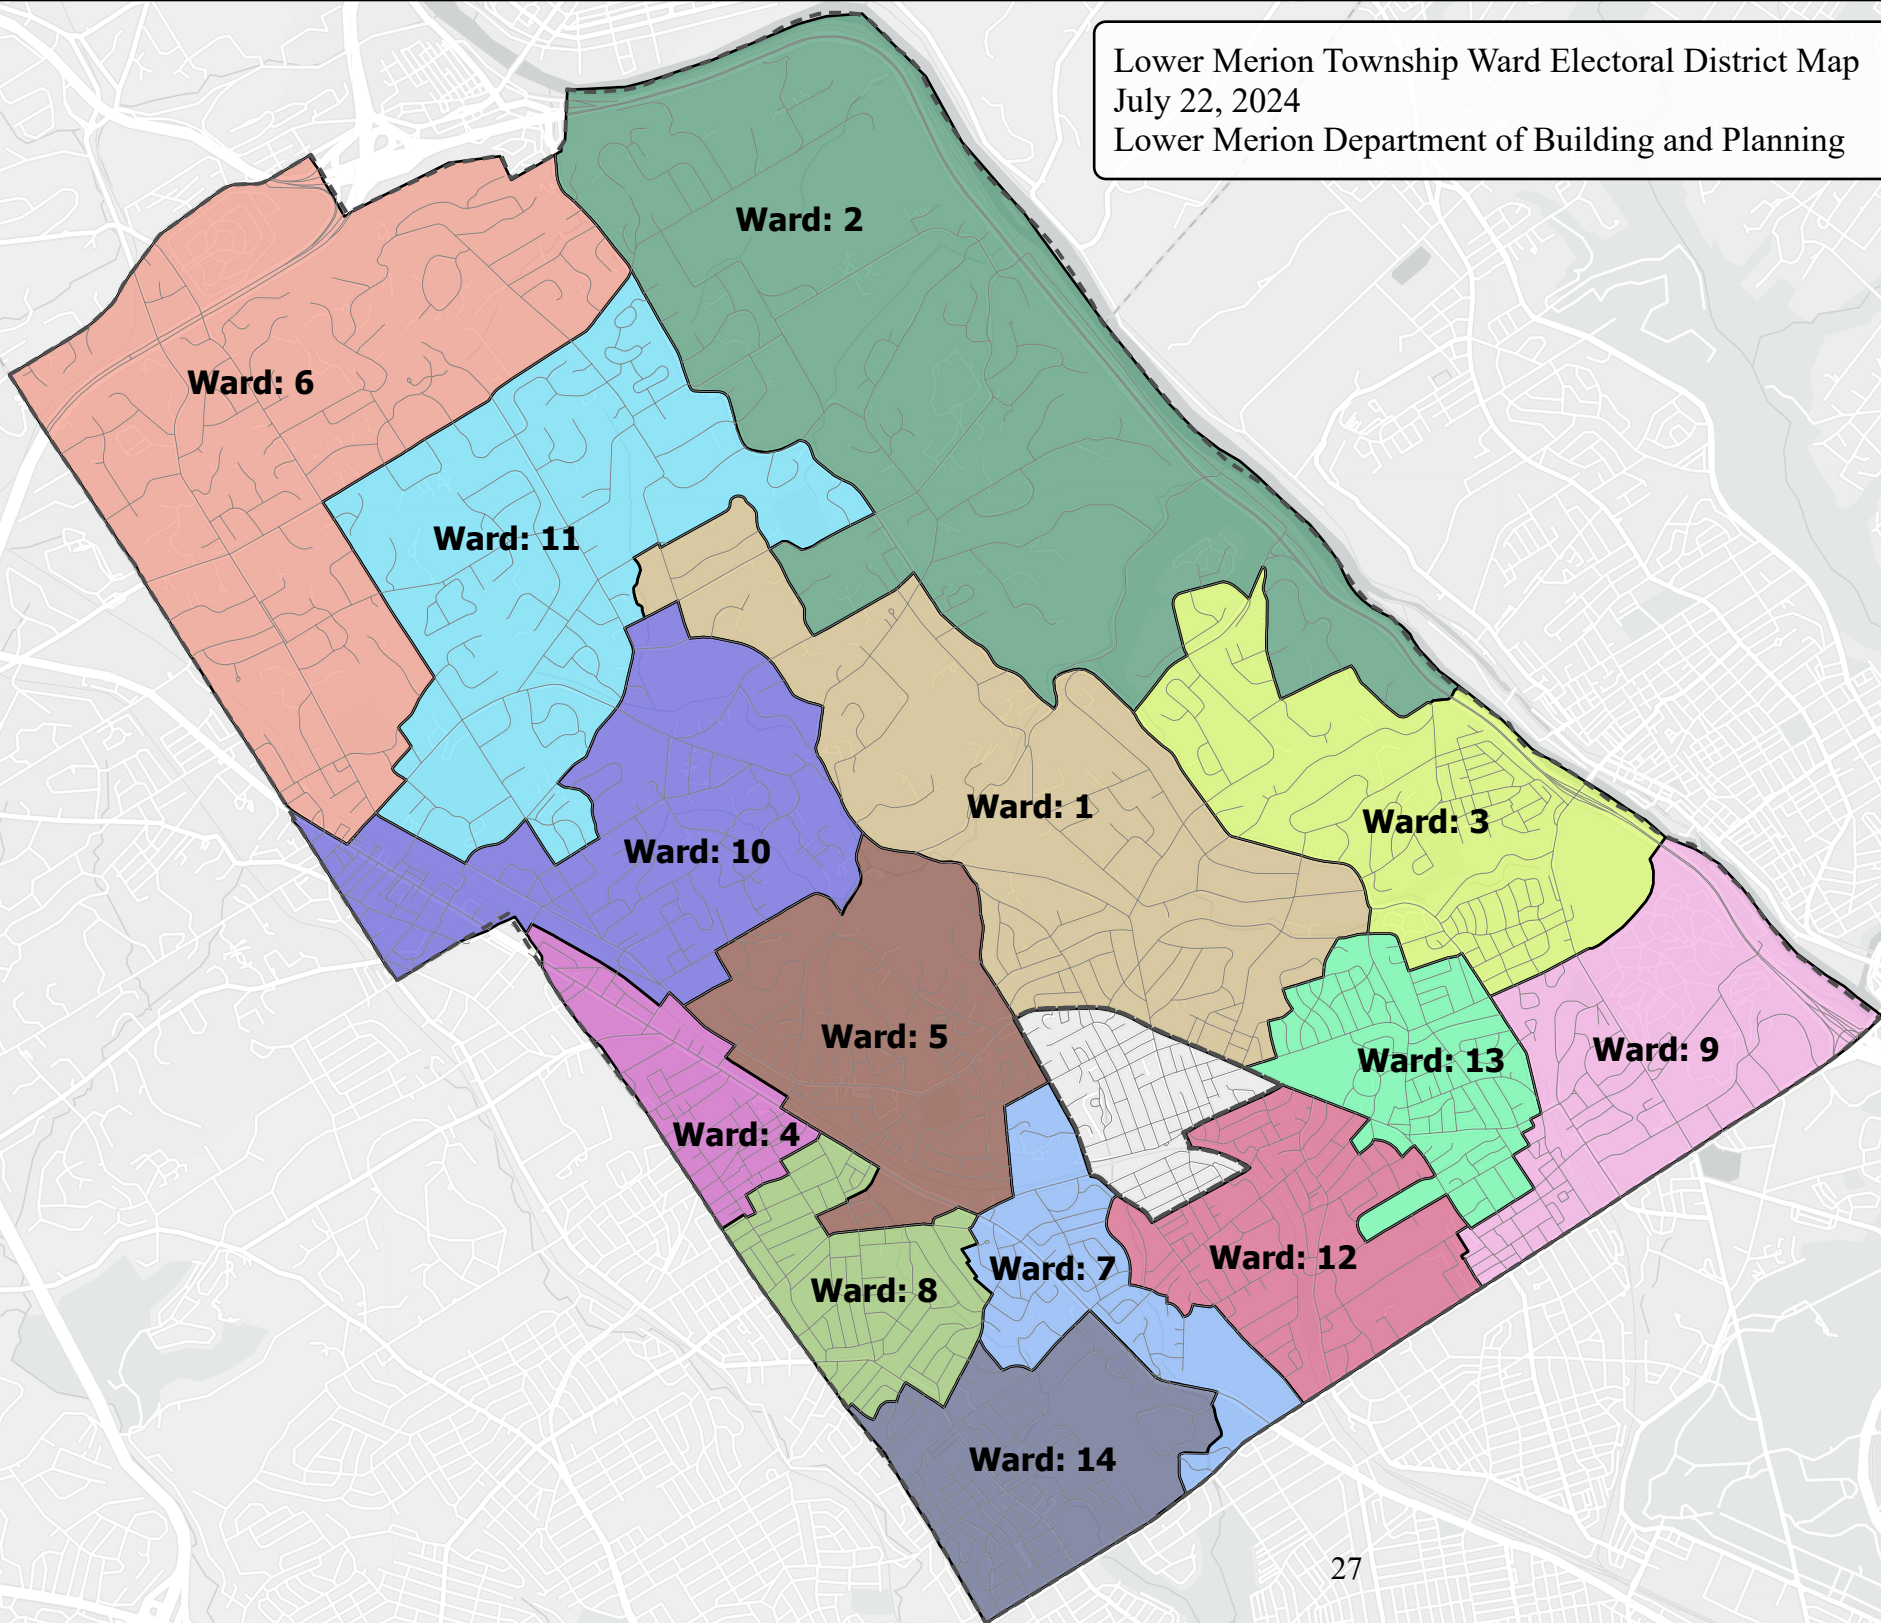 Lower Merion Township Ward Electoral District Map
July 22, 2024
Lower Merion Department of Building and Planning
Ward: 2
Ward: 6
Ward: 11
Ward: 1
Ward: 3
Ward: 10
Ward: 5
Ward: 9
Ward: 13
Ward: 4
Ward: 12
Ward: 7
Ward: 8
Ward: 14
27